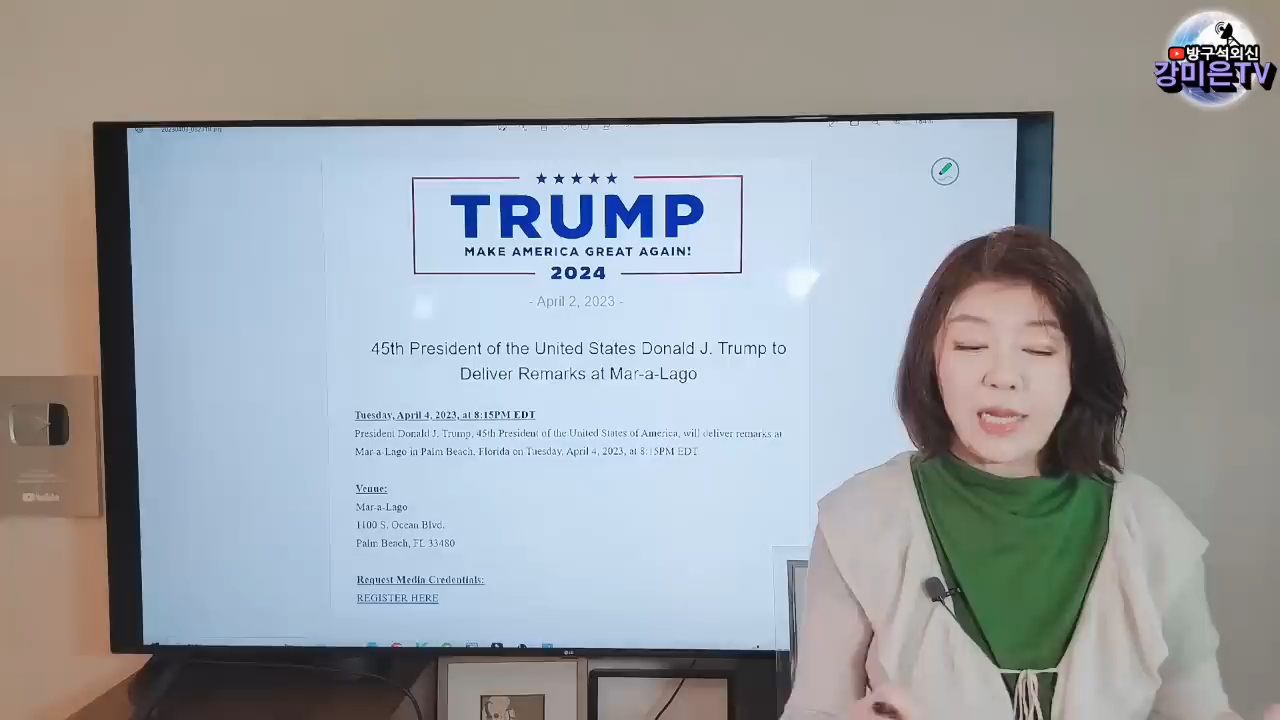 방구석외신
강미은TV
TRUMP
MAKE AMERICA GREAT AGAIN!
2024
- April 2, 2023 -
45th President of the United States Donald J. Trump to
Deliver Remarks at Mar-a-Lago
Tuesday, April 4, 2023, at 8:15PM EDT
President Donald J. Trump, 45th President of the United States of America, will deliver remarks at
Mar-a-Lago in Palm Beach, Florida on Tuesday, April 4, 2023, at 8:15PM EDT.
Venue:
Mar-a-Lago
1100 S. Ocean Blvd.
Palm Beach, FL 33480
Request Media Credentials:
REGISTER HERE
YouTube
LG